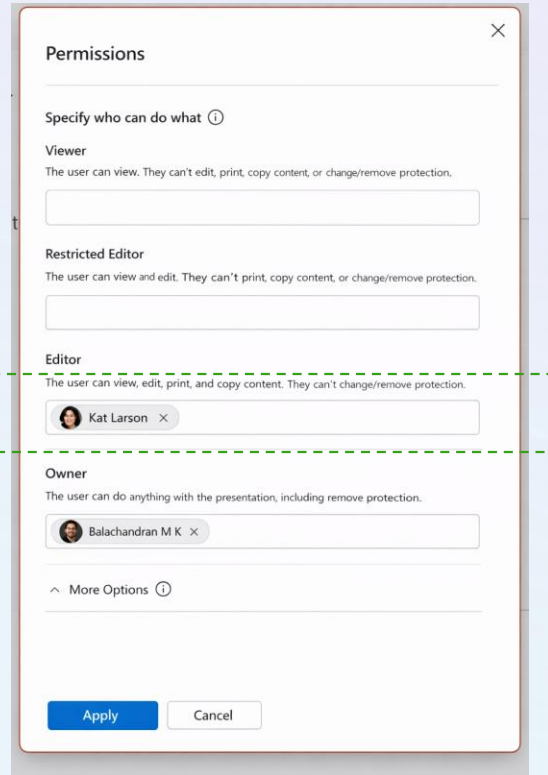 Permissions
Specify who can do what
Viewer
The user can view. They can't edit, print, copy content, or change/remove protection.
Restricted Editor
The user can view and edit. They can't print, copy content, or change/remove protection.
Editor
The user can view, edit, print, and copy content. They can't change/remove protection.
Kat Larson
Owner
The user can do anything with the presentation, including remove protection.
Balachandran M K
More Options
Apply Cancel